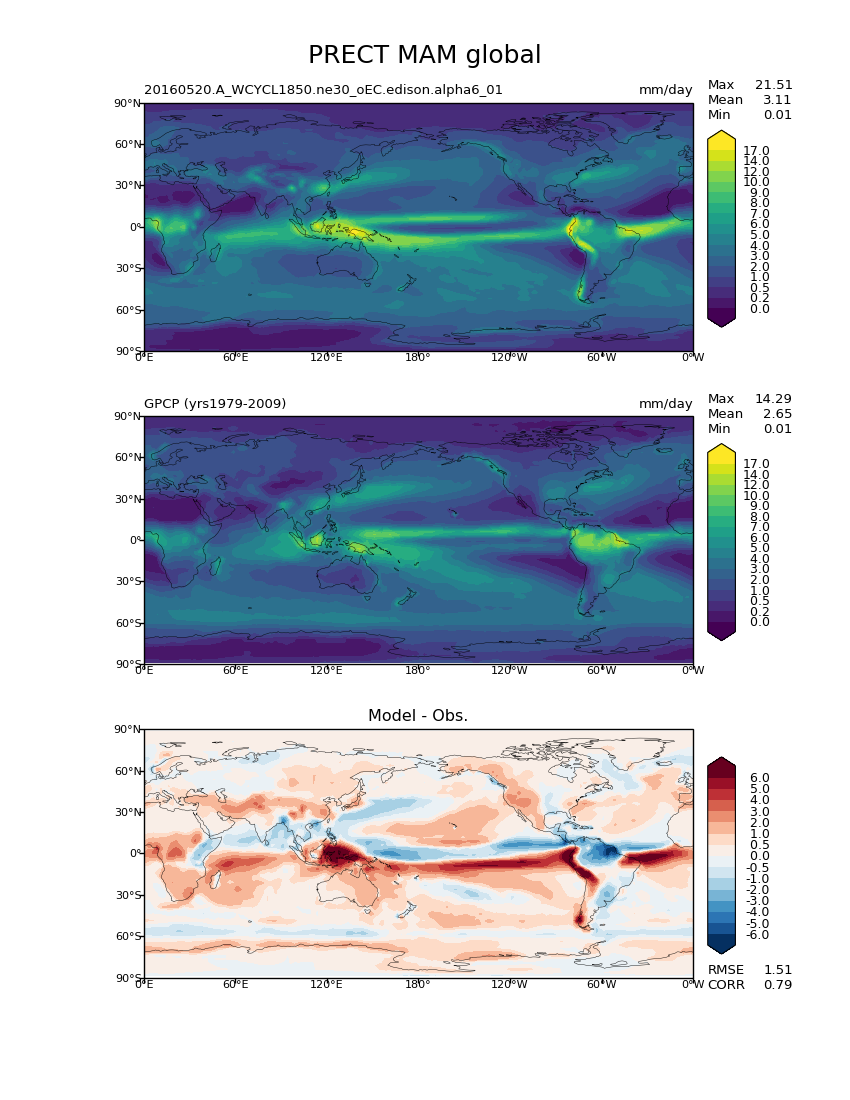 PRECT MAM global
20160520.A_WCYCL1850.ne30_oEC.edison.alpha6_01
mm/day
Max 21.51
Mean 3.11
Min 0.01
90°N
60°N
30°N
0°
30°S
60°S
90°S
0°E 60°E 120°E 180° 120°W 60°W 0°W
17.0
14.0
12.0
10.0
9.0
8.0
7.0
6.0
5.0
4.0
3.0
2.0
1.0
0.5
0.2
0.0
GPCP (yrs1979-2009)
mm/day
Max 14.29
Mean 2.65
Min 0.01
90°N
60°N
30°N
0°
30°S
60°S
90°S
0°E 60°E 120°E 180° 120°W 60°W 0°W
17.0
14.0
12.0
10.0
9.0
8.0
7.0
6.0
5.0
4.0
3.0
2.0
1.0
0.5
0.2
0.0
Model - Obs.
90°N
60°N
30°N
0°
30°S
60°S
90°S
0°E 60°E 120°E 180° 120°W 60°W 0°W
6.0
5.0
4.0
3.0
2.0
1.0
0.5
0.0
-0.5
-1.0
-2.0
-3.0
-4.0
-5.0
-6.0
RMSE 1.51
CORR 0.79